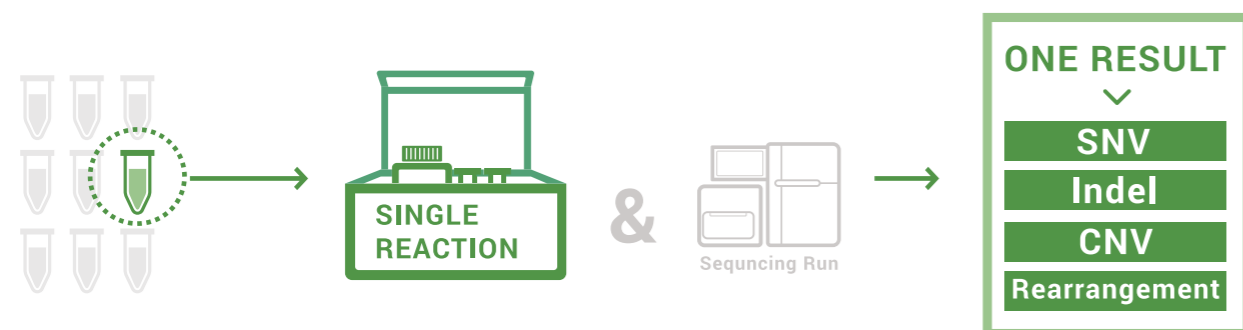 SINGLE
REACTION
&
Sequncing Run
ONE RESULT
SNV
Indel
CNV
Rearrangement